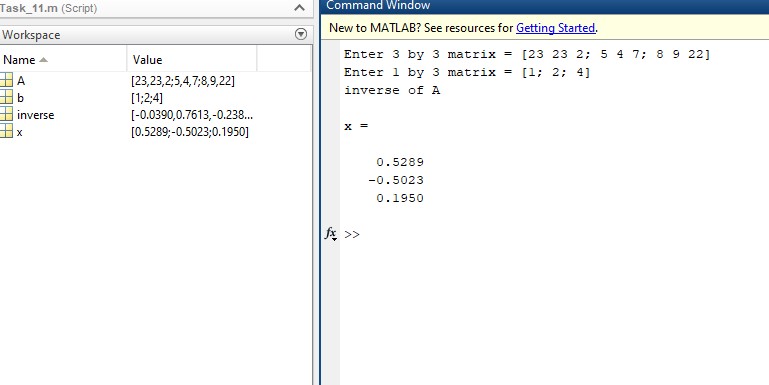 Task_11.m (Script)
Workspace
Name Value
A [23,23,2;5,4,7;8,9,22]
b [1;2;4]
inverse [-0.0390,0.7613,-0.238...
x [0.5289;-0.5023;0.1950]
Command Window
New to MATLAB? See resources for Getting Started.
Enter 3 by 3 matrix = [23 23 2; 5 4 7; 8 9 22]
Enter 1 by 3 matrix = [1; 2; 4]
inverse of A
x =
0.5289
-0.5023
0.1950
fx >>